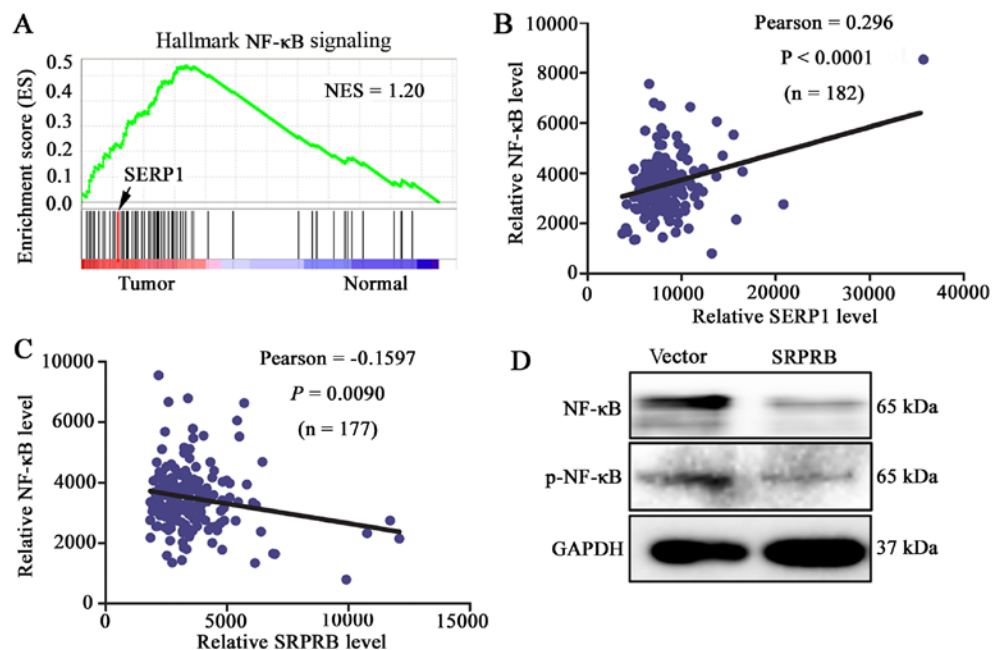 A
Hallmark NF-κB signaling
Enrichment score (ES)
0.5
0.4
0.3
0.2
0.1
0.0
NES = 1.20
SERP1
Tumor
Normal
B
Relative NF-κB level
10000
8000
6000
4000
2000
0
Pearson = 0.296
P < 0.0001
(n = 182)
0
10000
20000
30000
40000
Relative SERP1 level
C
Relative NF-κB level
10000
8000
6000
4000
2000
0
Pearson = -0.1597
P = 0.0090
(n = 177)
0
5000
10000
15000
Relative SRPRB level
D
Vector SRPRB
NF-κB 65 kDa
p-NF-κB 65 kDa
GAPDH 37 kDa